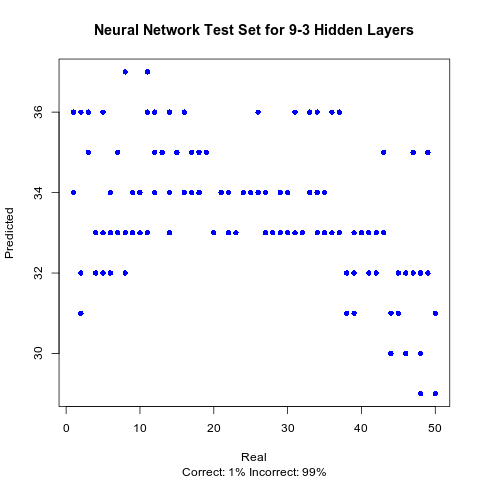 Neural Network Test Set for 9-3 Hidden Layers
Predicted
36
34
32
30
0 10 20 30 40 50
Real
Correct: 1% Incorrect: 99%